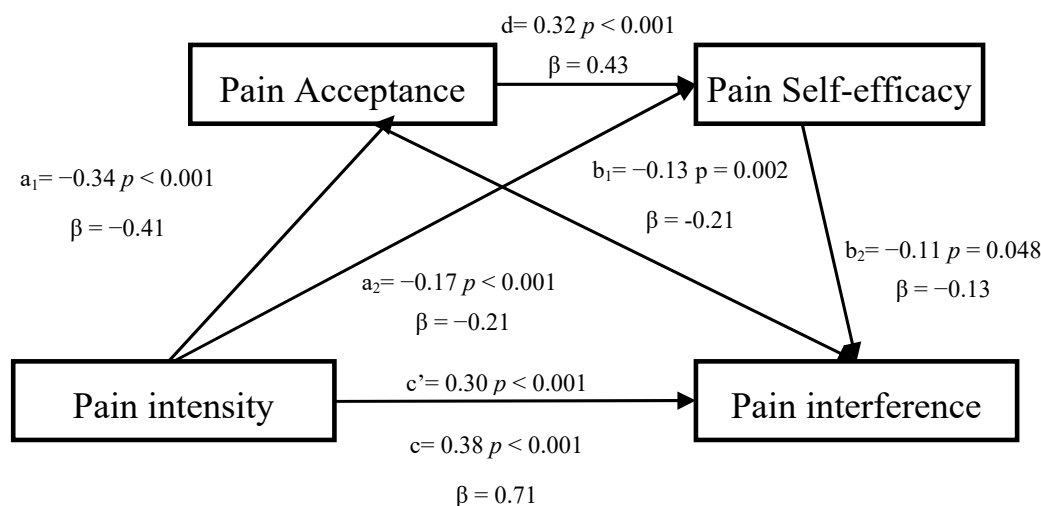 d= 0.32 p < 0.001
β = 0.43
Pain Acceptance
Pain Self-efficacy
a₁= −0.34 p < 0.001
β = −0.41
b₁= −0.13 p = 0.002
β = -0.21
b₂= −0.11 p = 0.048
β = −0.13
a₂= −0.17 p < 0.001
β = −0.21
Pain intensity
c’= 0.30 p < 0.001
Pain interference
c= 0.38 p < 0.001
β = 0.71